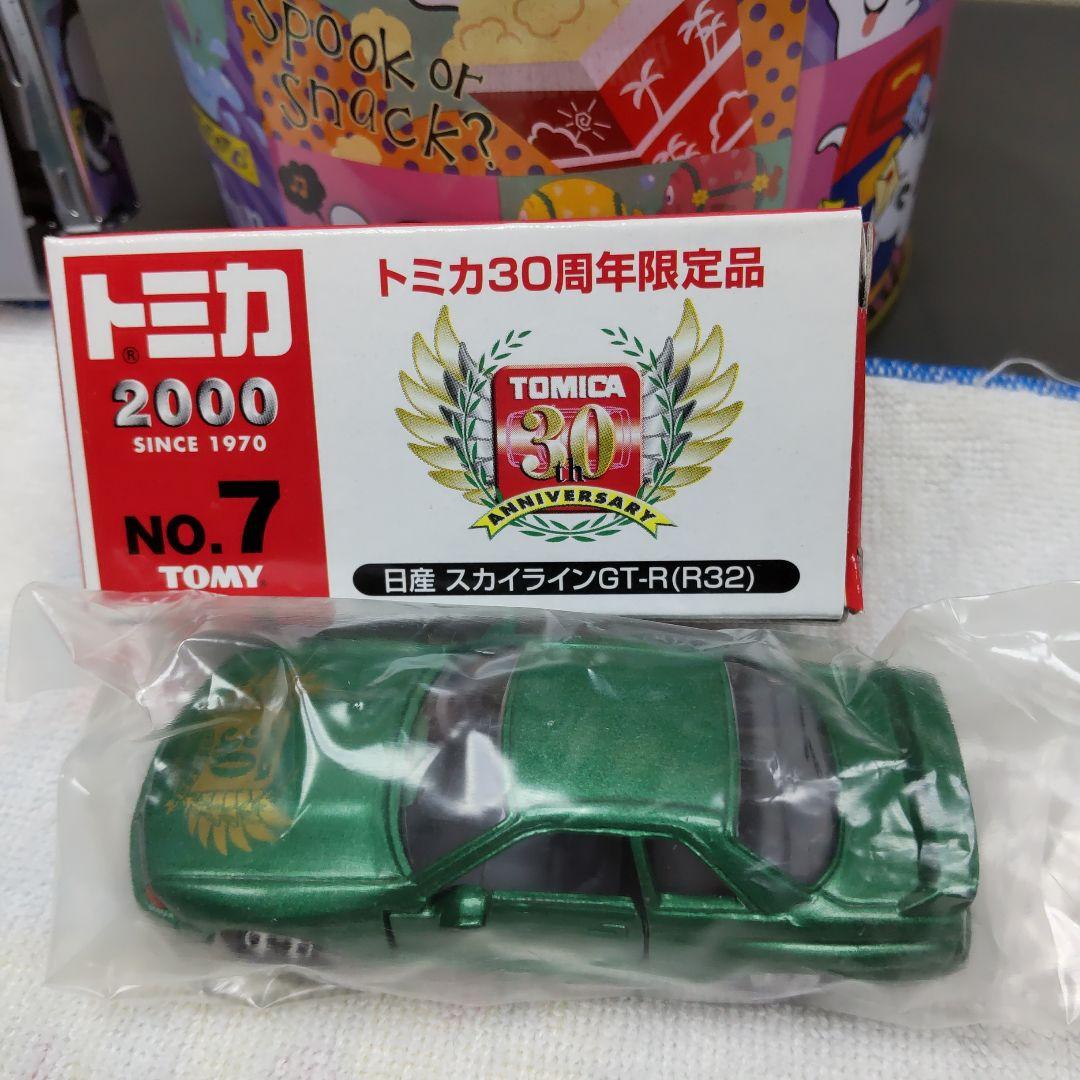 Spook or
Snack?
トミカ
®
2000
SINCE 1970
NO.7
TOMY
トミカ30周年限定品
TOMICA
30
th
ANNIVERSARY
日産 スカイラインGT-R(R32)
30